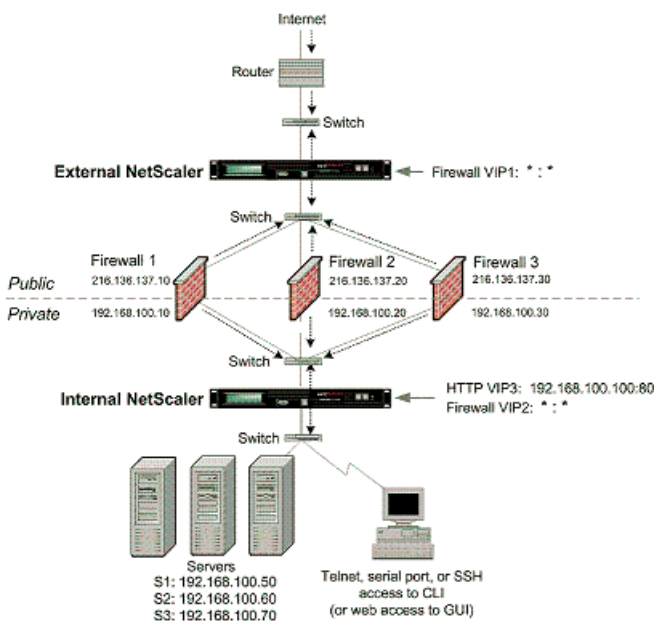 Internet
Router
Switch
External NetScaler
Firewall VIP1: * : *
Switch
Firewall 1
216.136.137.10
Firewall 2
216.136.137.20
Firewall 3
216.136.137.30
Public
Private
192.168.100.10
192.168.100.20
192.168.100.30
Switch
Internal NetScaler
HTTP VIP3: 192.168.100.100:80
Firewall VIP2: * : *
Switch
Servers
S1: 192.168.100.50
S2: 192.168.100.60
S3: 192.168.100.70
Telnet, serial port, or SSH
access to CLI
(or web access to GUI)